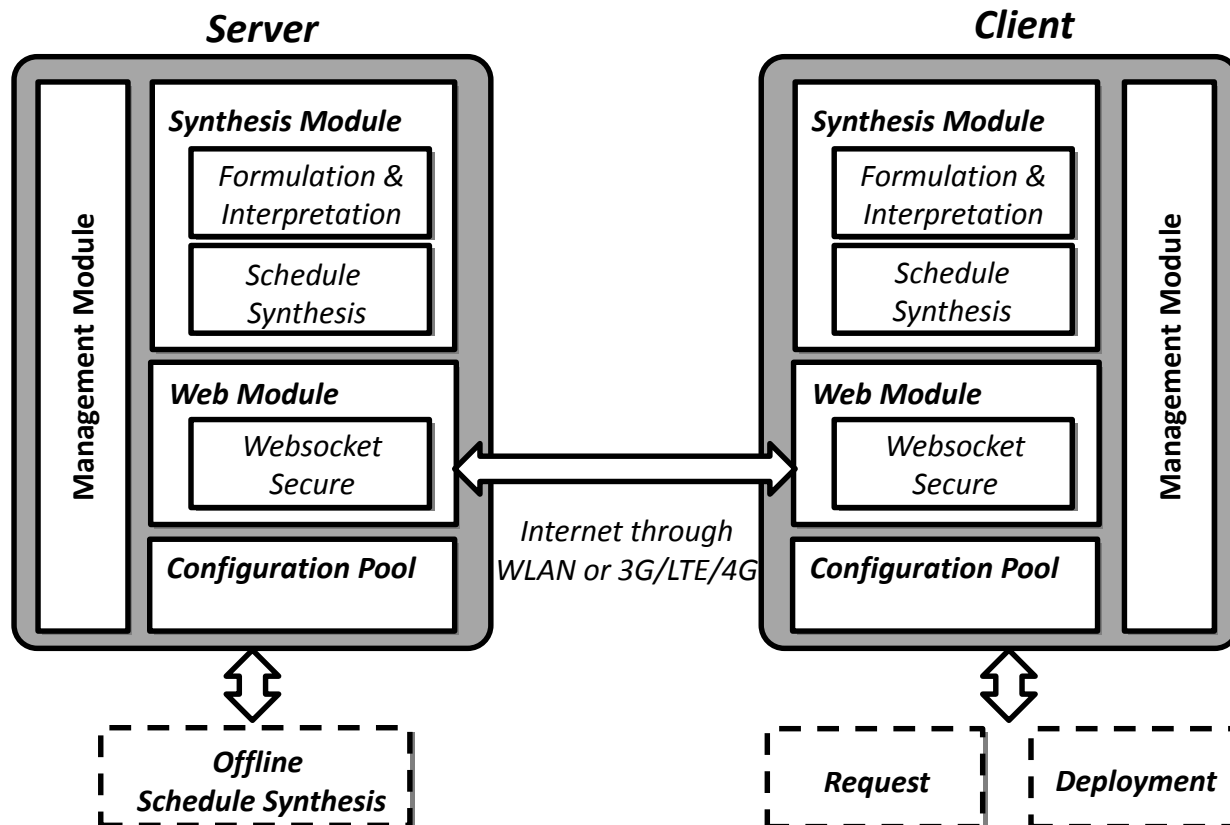 Server
Management Module
Synthesis Module
Formulation &
Interpretation
Schedule
Synthesis
Web Module
Websocket
Secure
Configuration Pool
Offline
Schedule Synthesis
Internet through
WLAN or 3G/LTE/4G
Client
Synthesis Module
Formulation &
Interpretation
Schedule
Synthesis
Web Module
Websocket
Secure
Configuration Pool
Management Module
Request
Deployment